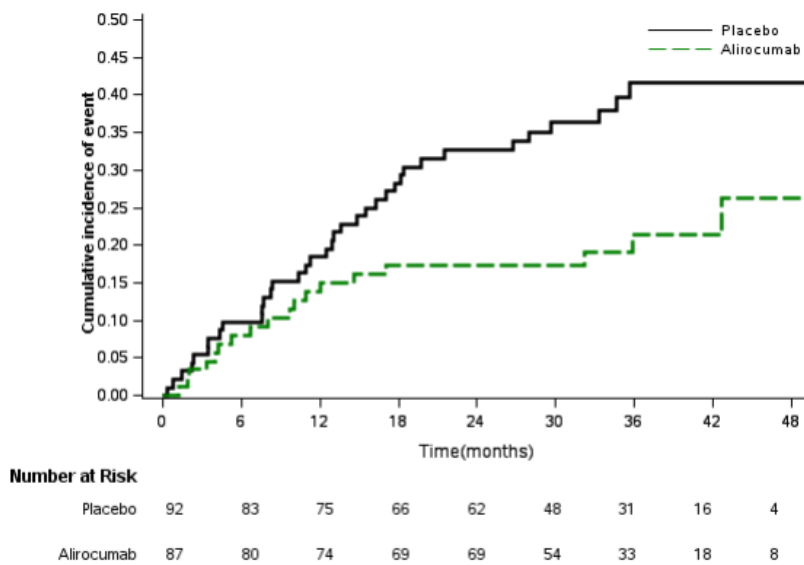 0.50
Placebo
Alirocumab
0.45
0.40
0.35
0.30
0.25
0.20
0.15
0.10
0.05
0.00
Cumulative incidence of event
0 6 12 18 24 30 36 42 48
Time(months)
Number at Risk
Placebo 92 83 75 66 62 48 31 16 4
Alirocumab 87 80 74 69 69 54 33 18 8